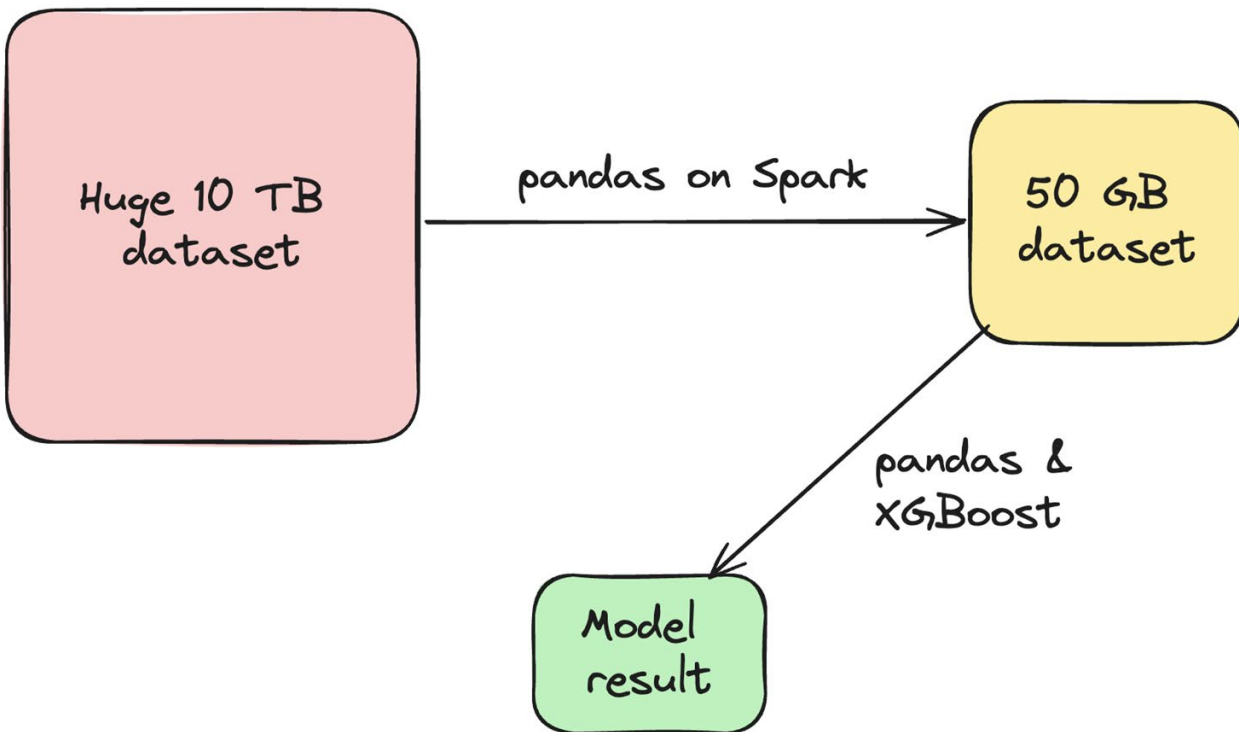 Huge 10 TB
dataset
pandas on Spark
50 GB
dataset
pandas &
XGBoost
Model
result